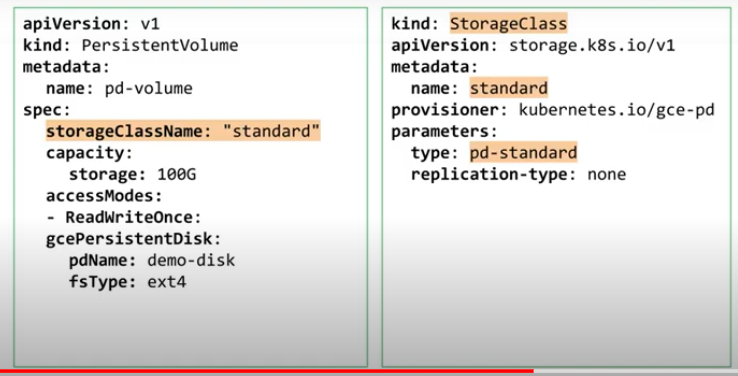 apiVersion: v1
kind: PersistentVolume
metadata:
  name: pd-volume
spec:
  storageClassName: "standard"
  capacity:
    storage: 100G
  accessModes:
  - ReadWriteOnce:
  gcePersistentDisk:
    pdName: demo-disk
    fsType: ext4
kind: StorageClass
apiVersion: storage.k8s.io/v1
metadata:
  name: standard
provisioner: kubernetes.io/gce-pd
parameters:
  type: pd-standard
  replication-type: none